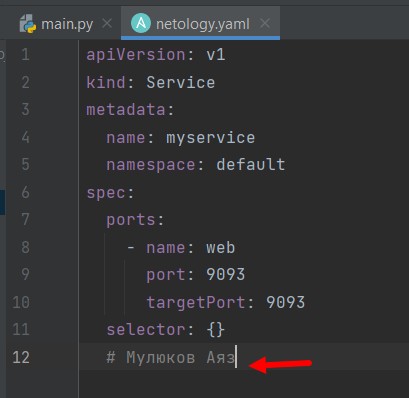 main.py netology.yaml
1 apiVersion: v1
2 kind: Service
3 metadata:
4   name: myservice
5   namespace: default
6 spec:
7   ports:
8     - name: web
9       port: 9093
10       targetPort: 9093
11   selector: {}
12   # Мулюков Аяз